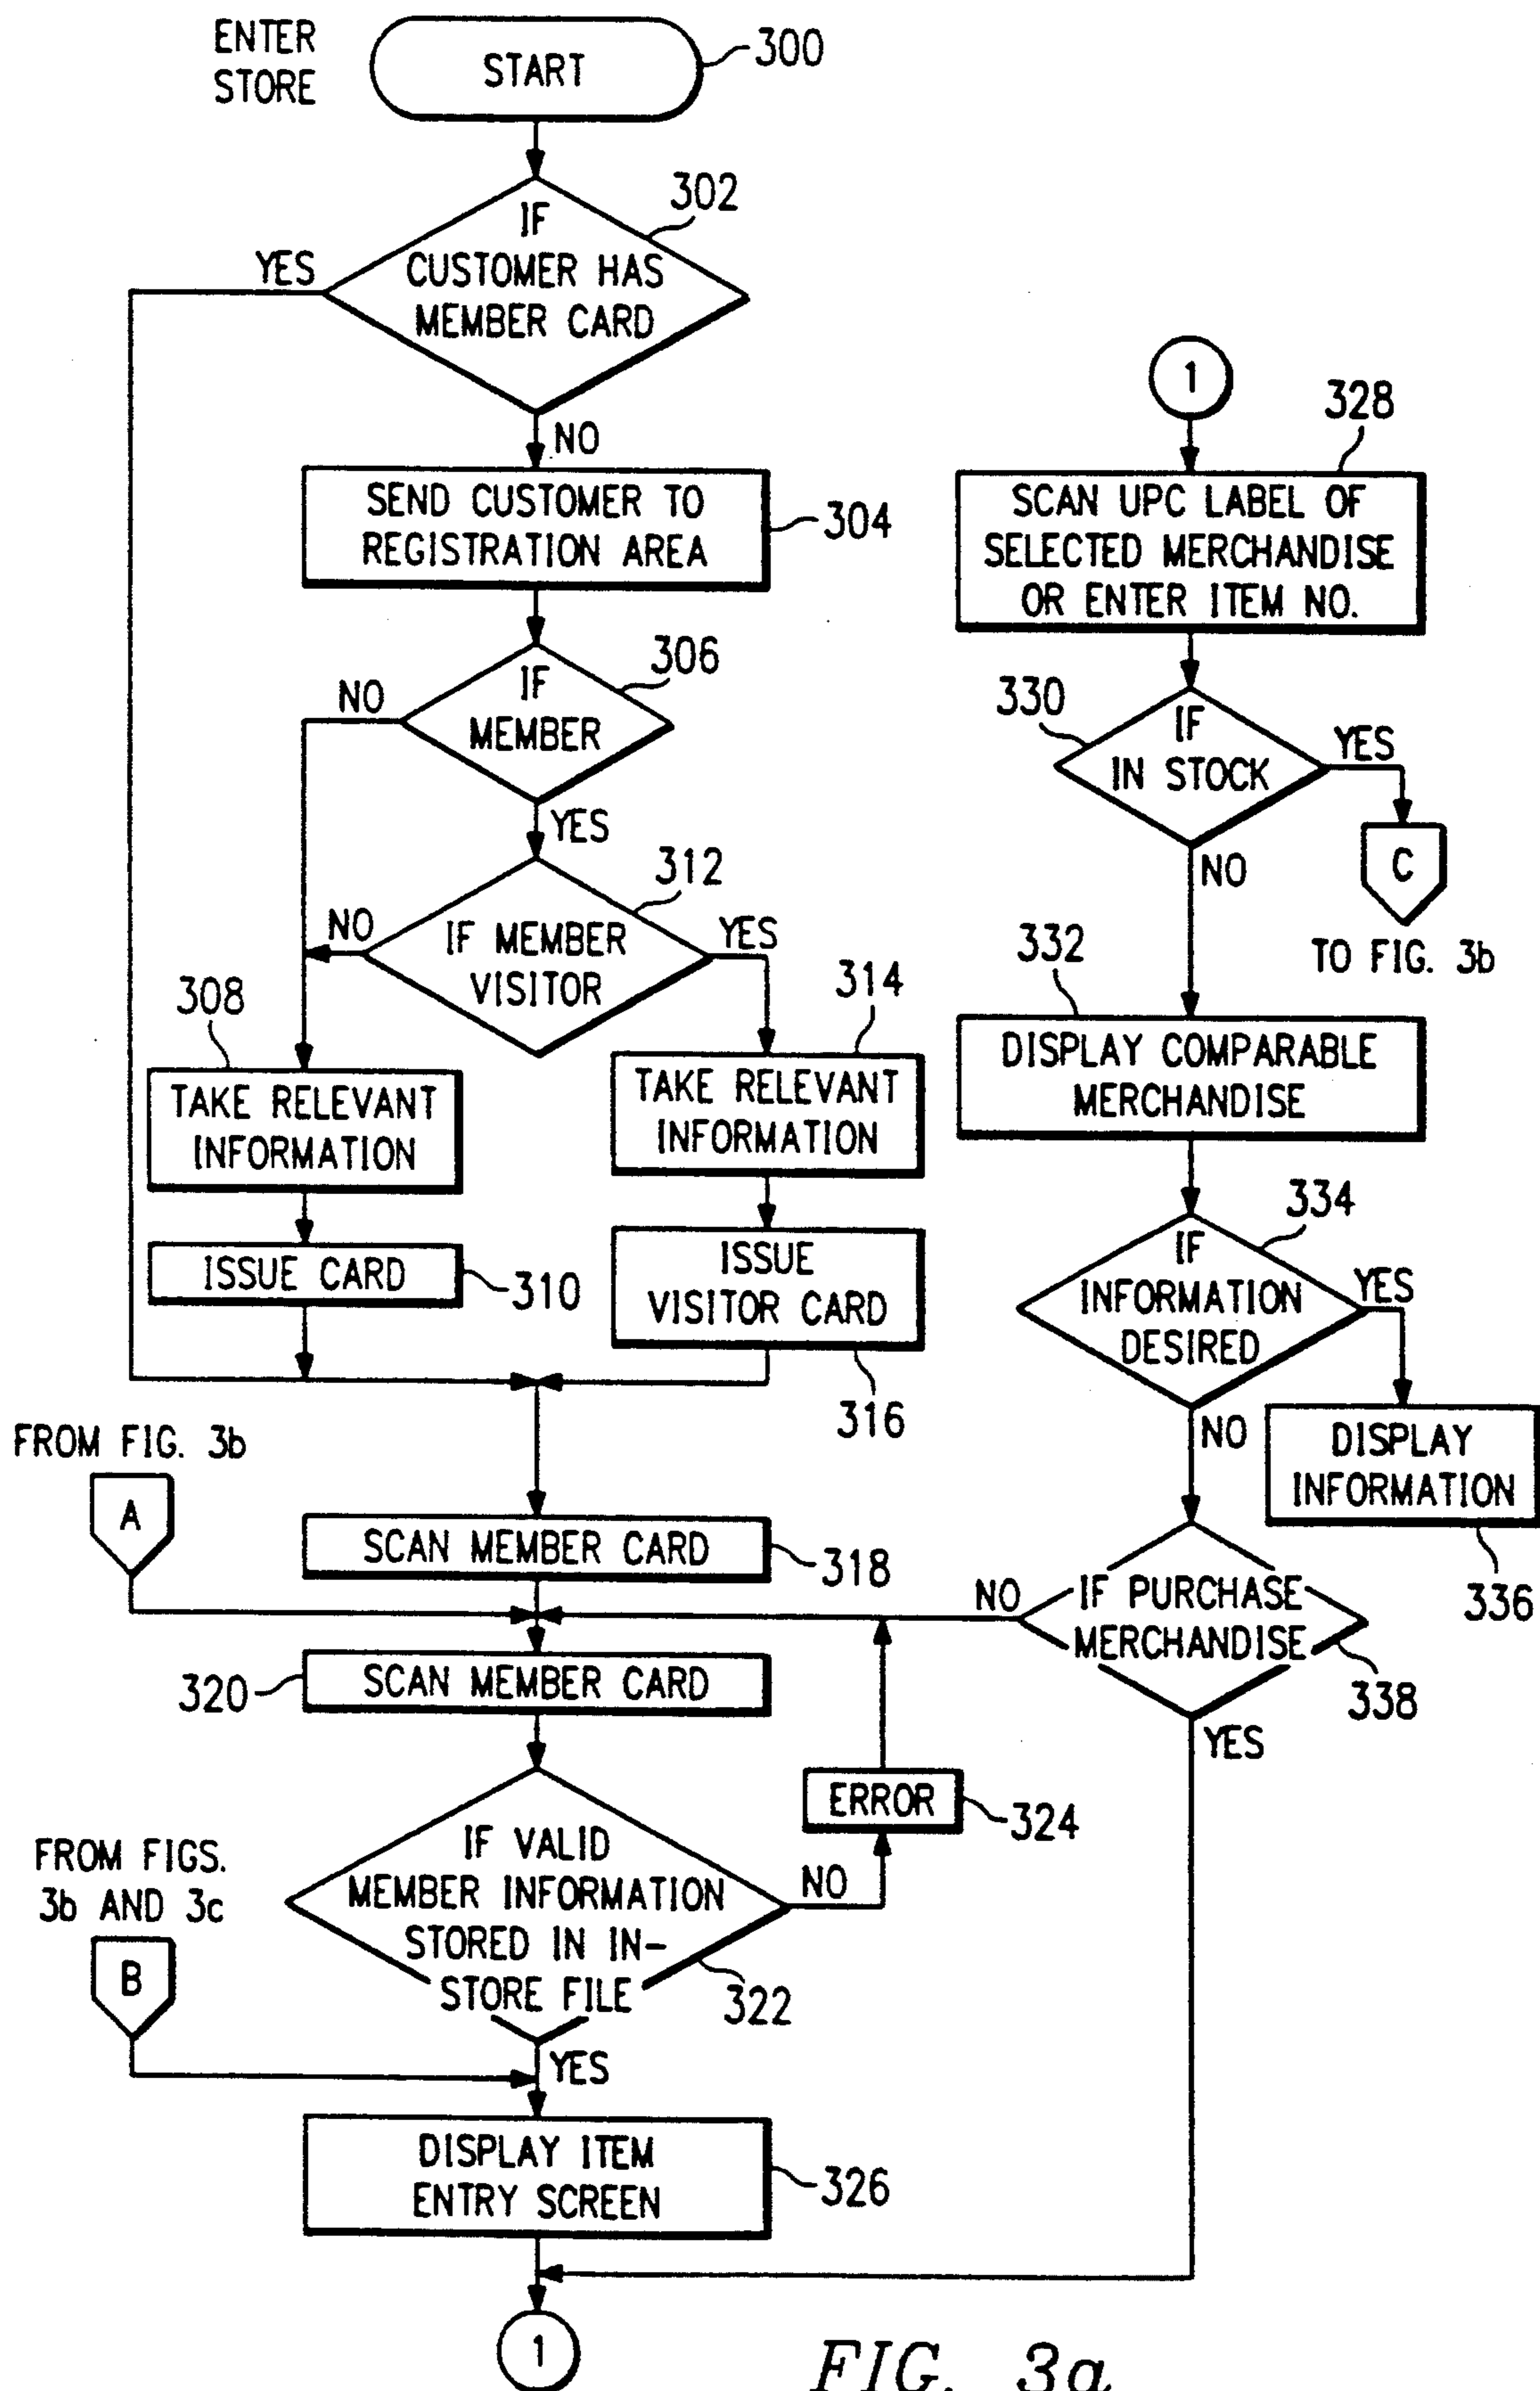 ENTER
STORE
START
300
302
IF
CUSTOMER HAS
MEMBER CARD
YES
NO
SEND CUSTOMER TO
REGISTRATION AREA
304
306
IF
MEMBER
NO
YES
312
IF MEMBER
VISITOR
NO
YES
308
TAKE RELEVANT
INFORMATION
314
TAKE RELEVANT
INFORMATION
ISSUE CARD
310
ISSUE
VISITOR CARD
316
FROM FIG. 3b
A
SCAN MEMBER CARD
318
SCAN MEMBER CARD
320
IF VALID
MEMBER INFORMATION
STORED IN IN-
STORE FILE
322
NO
ERROR
324
FROM FIGS.
3b AND 3c
B
YES
DISPLAY ITEM
ENTRY SCREEN
326
1
1
328
SCAN UPC LABEL OF
SELECTED MERCHANDISE
OR ENTER ITEM NO.
330
IF
IN STOCK
YES
C
TO FIG. 3b
NO
332
DISPLAY COMPARABLE
MERCHANDISE
334
IF
INFORMATION
DESIRED
YES
DISPLAY
INFORMATION
336
NO
IF PURCHASE
MERCHANDISE
338
NO
YES
FIG. 3a